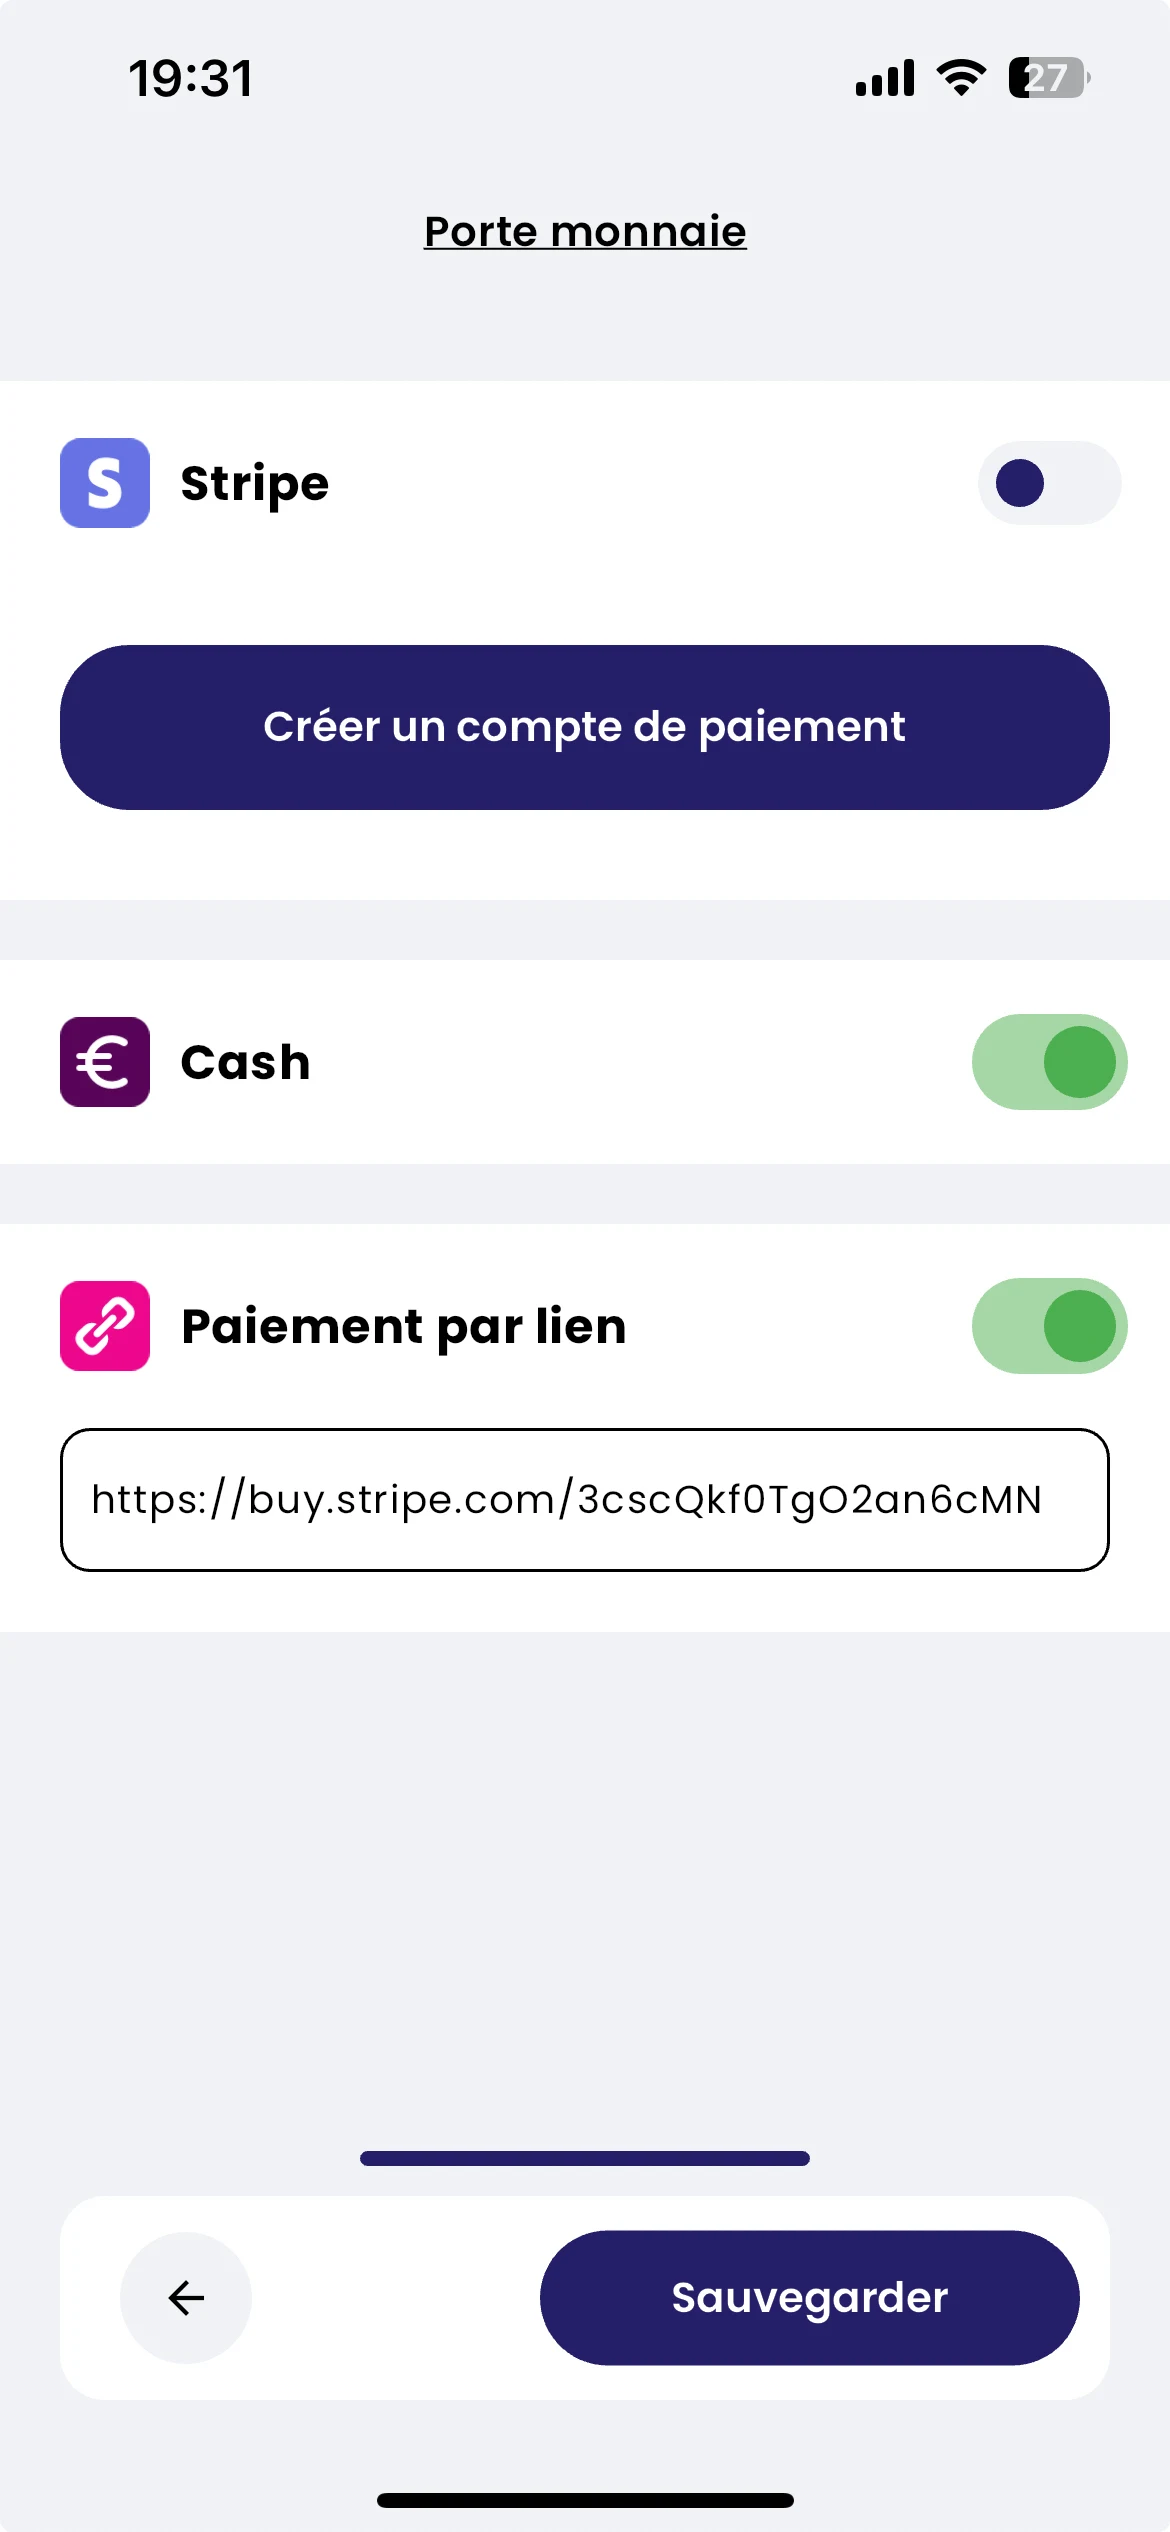 19:31
27
Porte monnaie
S Stripe
Créer un compte de paiement
€ Cash
Paiement par lien
https://buy.stripe.com/3cscQkf0TgO2an6cMN
Sauvegarder